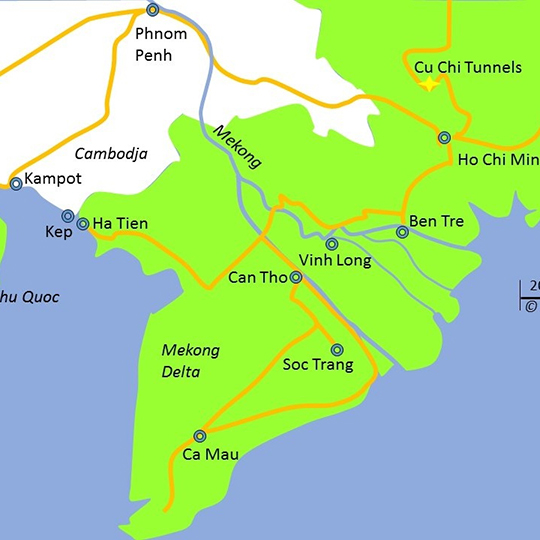 Phnom
Penh
Cu Chi Tunnels
Mekong
Cambodja
Ho Chi Min
Kampot
Kep
Ha Tien
Ben Tre
Vinh Long
hu Quoc
Can Tho
20
©
Mekong
Delta
Soc Trang
Ca Mau